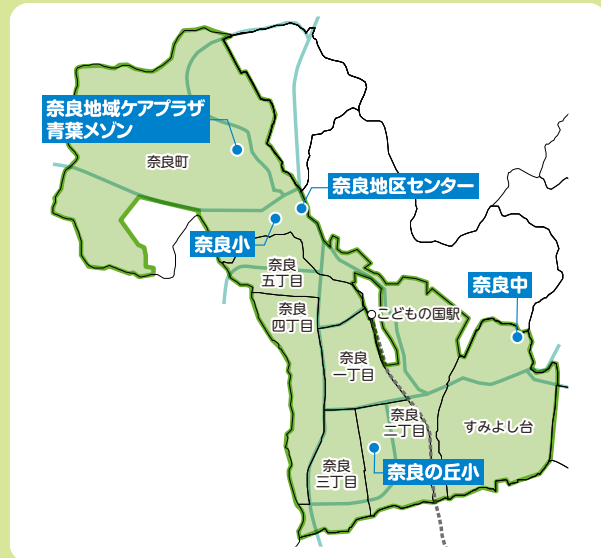 奈良地域ケアプラザ
青葉メゾン
奈良町
奈良地区センター
奈良小
奈良
五丁目
奈良中
奈良
四丁目
こどもの国駅
奈良
一丁目
奈良
二丁目
すみよし台
奈良
三丁目
奈良の丘小